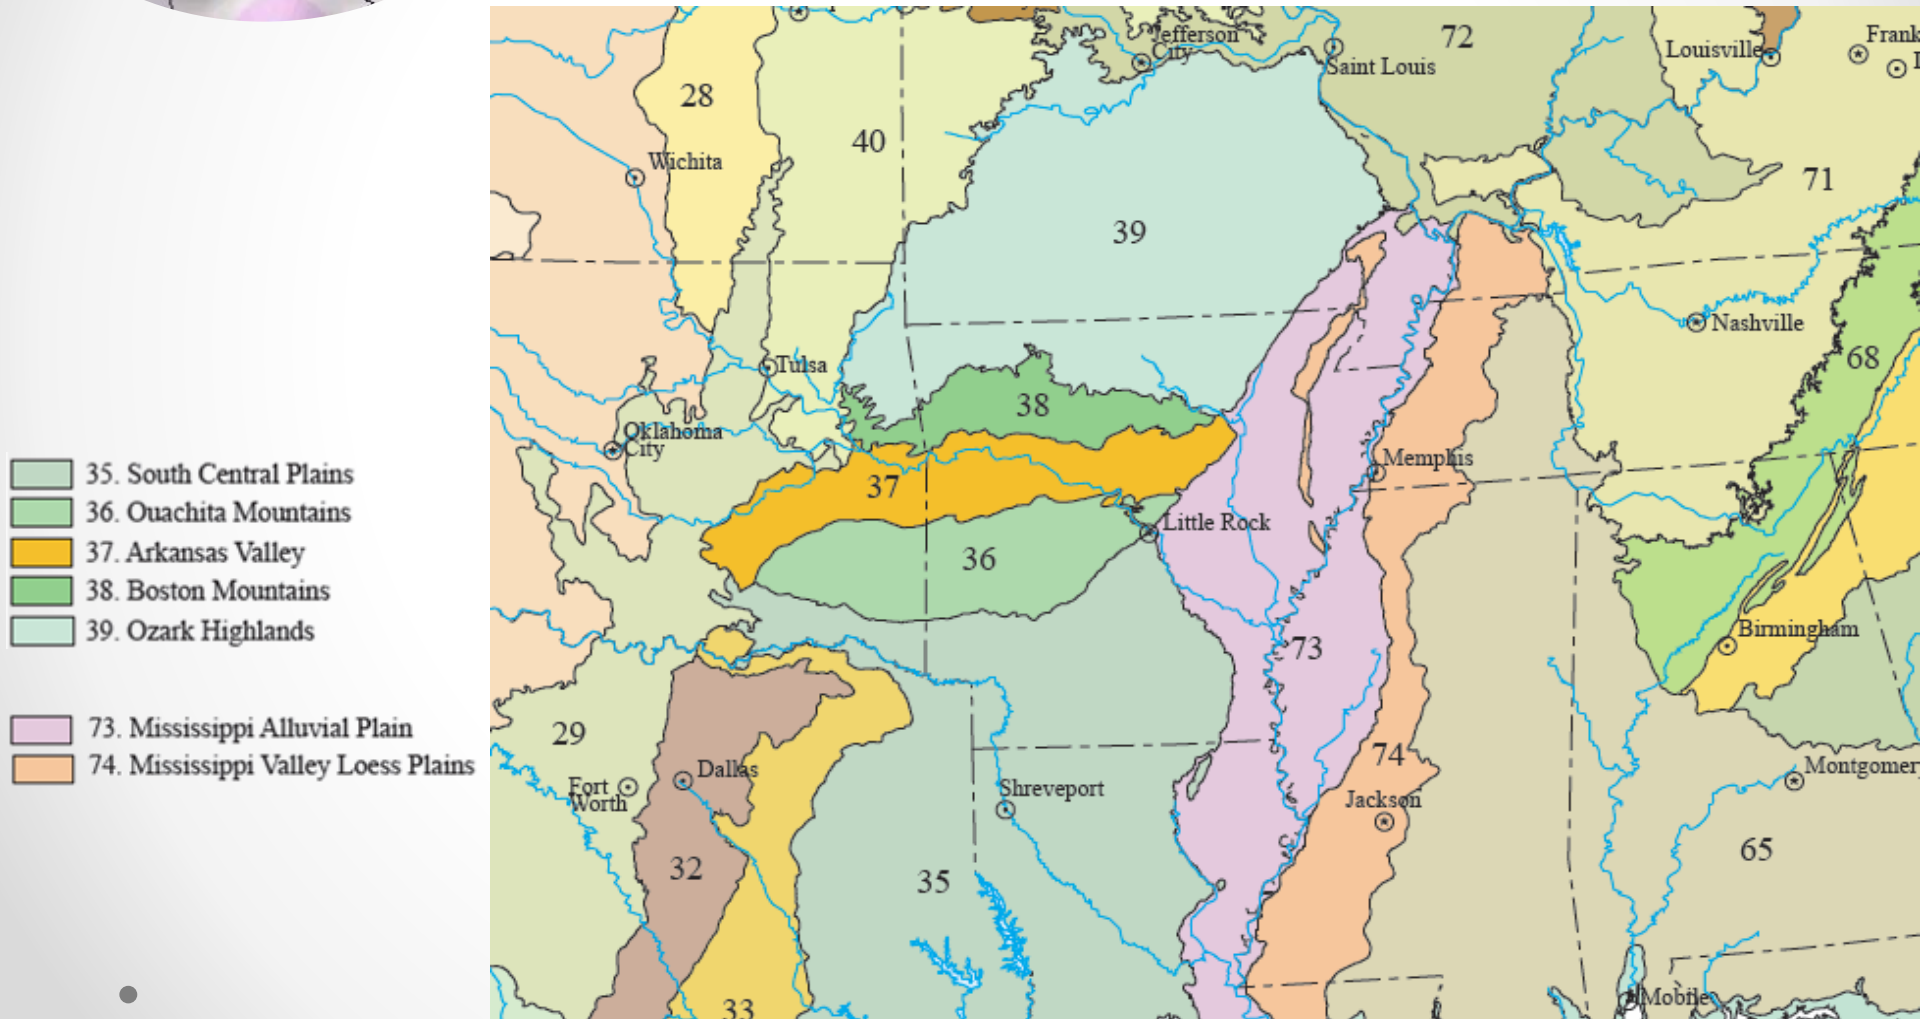 35. South Central Plains
36. Ouachita Mountains
37. Arkansas Valley
38. Boston Mountains
39. Ozark Highlands
73. Mississippi Alluvial Plain
74. Mississippi Valley Loess Plains
Jefferson
City
Saint Louis
72
Louisville
Frank
28
40
Wichita
71
39
Nashville
Tulsa
68
38
Oklahoma
City
Memphis
37
Little Rock
36
Birmingham
73
29
74
Dallas
Fort
Worth
Shreveport
Jackson
Montgomery
32
35
65
33
Mobile